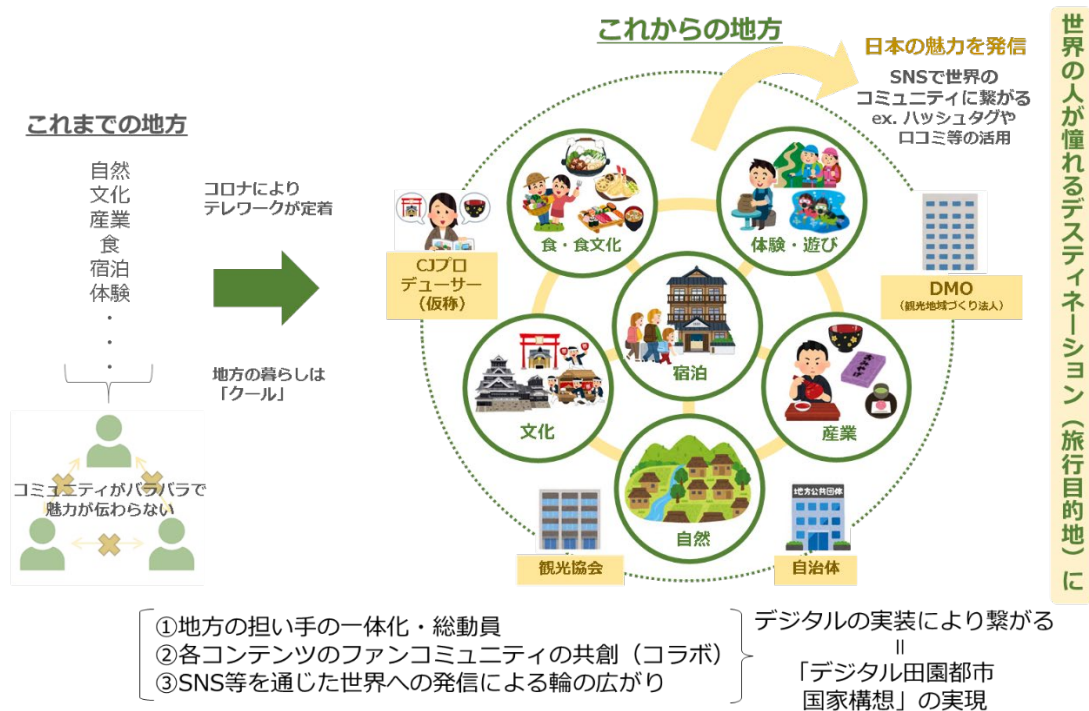 これまでの地方
自然
文化
産業
食
宿泊
体験
・
・
・
コミュニティがバラバラで
魅力が伝わらない
コロナにより
テレワークが定着
地方の暮らしは
「クール」
これからの地方
日本の魅力を発信
SNSで世界の
コミュニティに繋がる
ex. ハッシュタグや
口コミ等の活用
CJプロ
デューサー
（仮称）
食・食文化
体験・遊び
DMO
（観光地域づくり法人）
宿泊
文化
産業
おみやげ
自然
観光協会
地方公共団体
自治体
世界の人が憧れるデスティネーション（旅行目的地）に
①地方の担い手の一体化・総動員
②各コンテンツのファンコミュニティの共創（コラボ）
③SNS等を通じた世界への発信による輪の広がり
デジタルの実装により繋がる
＝
「デジタル田園都市
国家構想」の実現